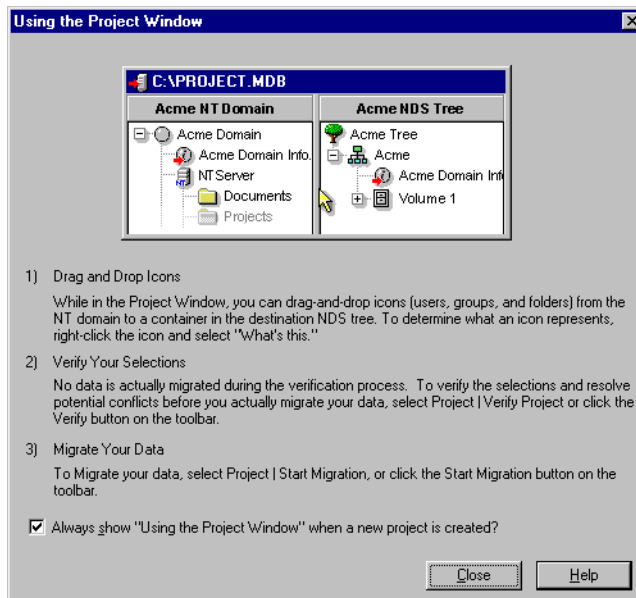 Using the Project Window
C:\PROJECT.MDB
Acme NT Domain
Acme NDS Tree
Acme Domain
Acme Tree
Acme Domain Info.
Acme
NTServer
Acme Domain Inf
Documents
Volume 1
Projects
1) Drag and Drop Icons
While in the Project Window, you can drag-and-drop icons (users, groups, and folders) from the
NT domain to a container in the destination NDS tree. To determine what an icon represents,
right-click the icon and select "What's this."
2) Verify Your Selections
No data is actually migrated during the verification process. To verify the selections and resolve
potential conflicts before you actually migrate your data, select Project | Verify Project or click the
Verify button on the toolbar.
3) Migrate Your Data
To Migrate your data, select Project | Start Migration, or click the Start Migration button on the
toolbar.
Always show "Using the Project Window" when a new project is created?
Close
Help